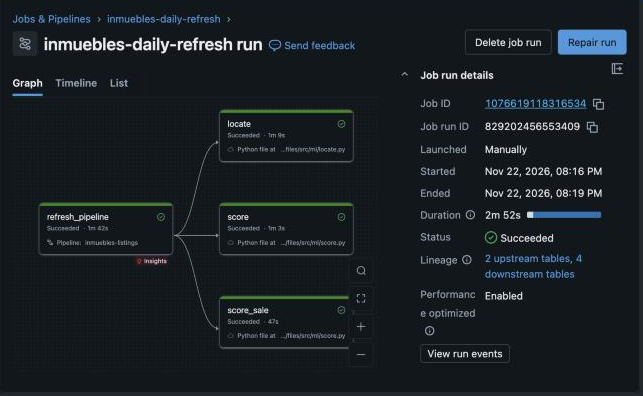 Jobs & Pipelines › inmuebles-daily-refresh ›
inmuebles-daily-refresh run
Send feedback
Delete job run
Repair run
Graph
Timeline
List
locate
Succeeded · 1m 9s
Python file at .../files/src/ml/locate.py
refresh_pipeline
Succeeded · 1m 42s
Pipeline: inmuebles-listings
Insights
score
Succeeded · 1m 3s
Python file at .../files/src/ml/score.py
score_sale
Succeeded · 47s
Python file at .../files/src/ml/score.py
Job run details
Job ID 1076619118316534
Job run ID 829202456553409
Launched Manually
Started Nov 22, 2026, 08:16 PM
Ended Nov 22, 2026, 08:19 PM
Duration 2m 52s
Status Succeeded
Lineage 2 upstream tables, 4
downstream tables
Performanc Enabled
e optimized
View run events